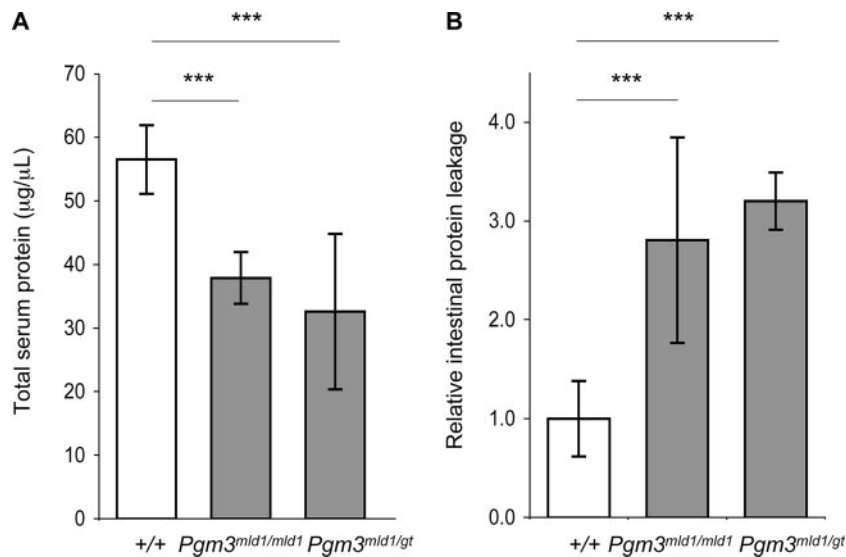 A
***
***
Total serum protein (μg/μL)
70
60
50
40
30
20
10
0
+/+ Pgm3mld1/mld1 Pgm3mld1/gt
B
***
***
Relative intestinal protein leakage
4.0
3.0
2.0
1.0
0.0
+/+ Pgm3mld1/mld1 Pgm3mld1/gt